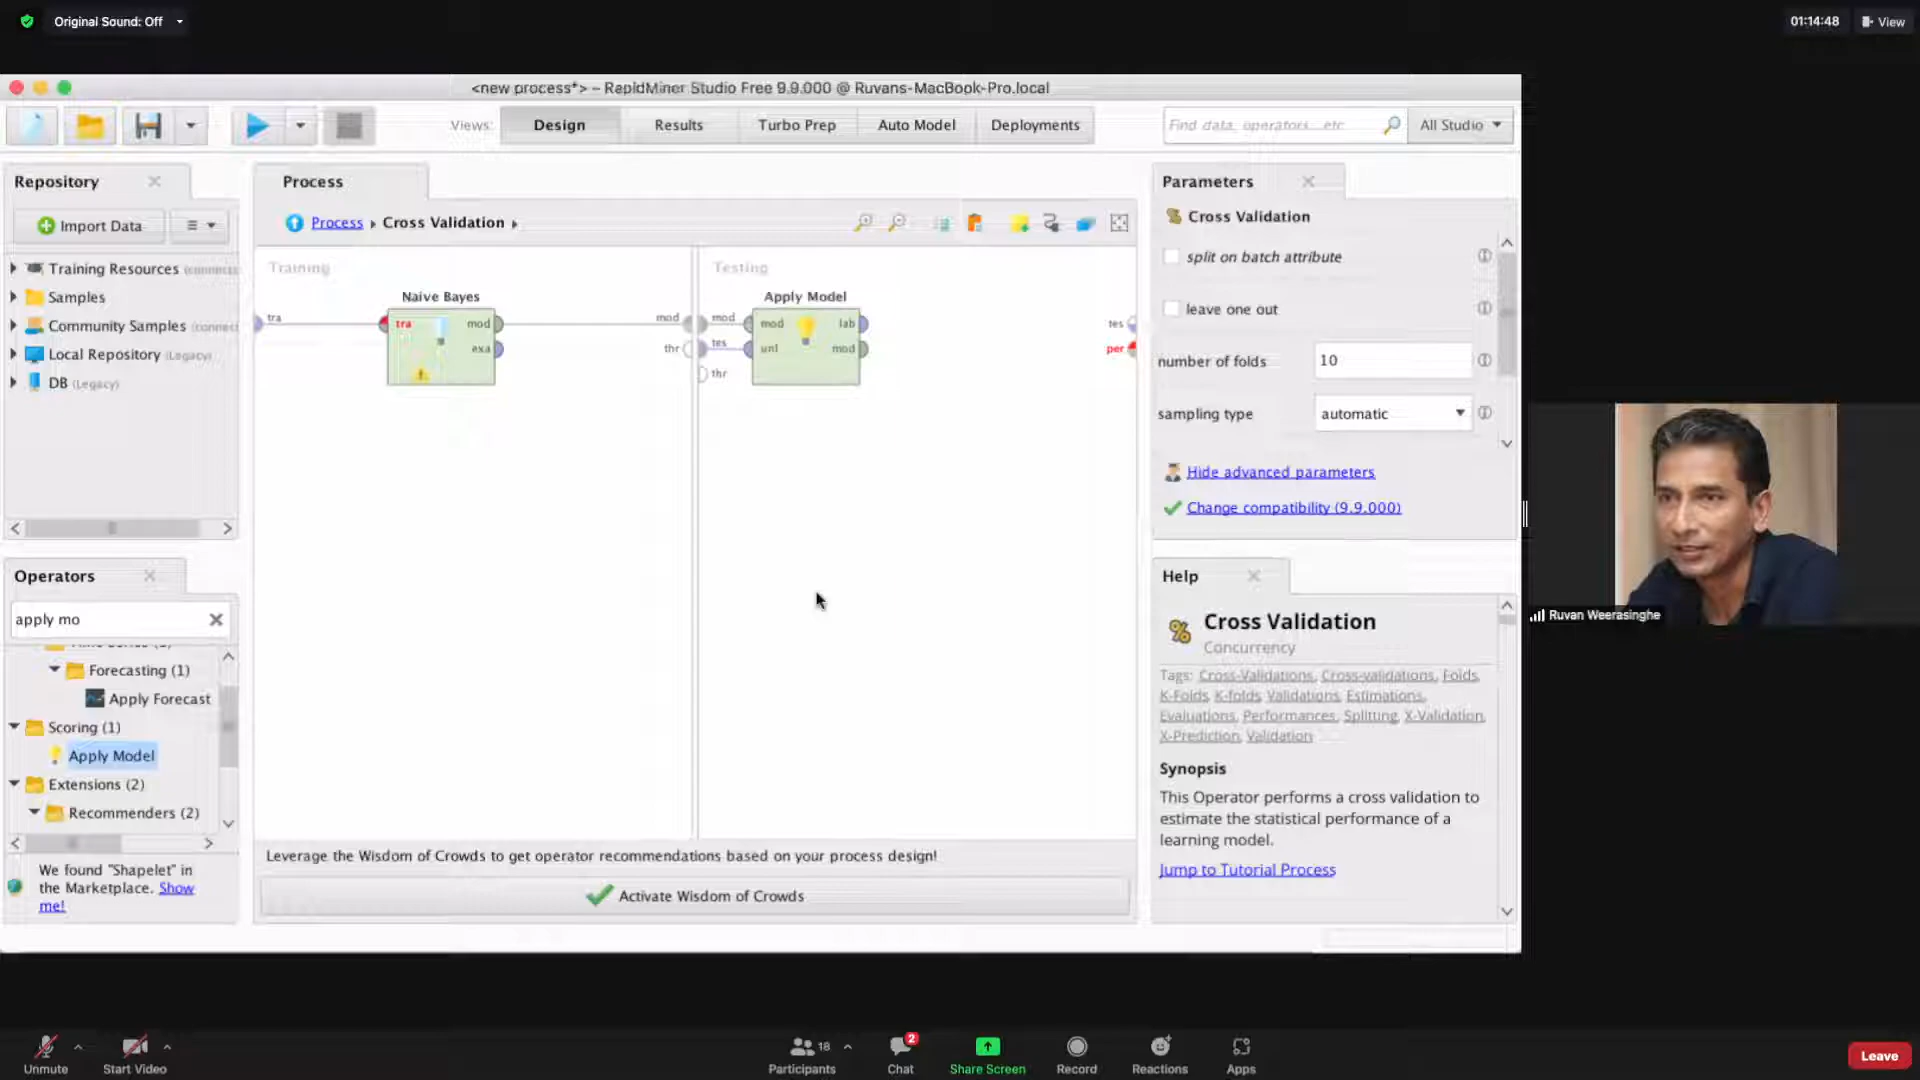 Original Sound: Off
01:14:48
View
<new process*> – RapidMiner Studio Free 9.9.000 @ Ruvans-MacBook-Pro.local
Views:
Design
Results
Turbo Prep
Auto Model
Deployments
Find data, operators...etc
All Studio
Repository
Import Data
Training Resources (connec
Samples
Community Samples (connec
Local Repository (Legacy)
DB (Legacy)
Process
Process
Cross Validation
Training
Naive Bayes
tra
tra
mod
exa
mod
thr
Testing
Apply Model
mod
tes
thr
mod
unl
lab
mod
tes
per
Leverage the Wisdom of Crowds to get operator recommendations based on your process design!
Activate Wisdom of Crowds
Parameters
Cross Validation
split on batch attribute
leave one out
number of folds
10
sampling type
automatic
Hide advanced parameters
Change compatibility (9.9.000)
Operators
apply mo
Forecasting (1)
Apply Forecast
Scoring (1)
Apply Model
Extensions (2)
Recommenders (2)
We found "Shapelet" in
the Marketplace. Show
me!
Help
Cross Validation
Concurrency
Tags: Cross-Validations, Cross-validations, Folds,
K-Folds, K-folds, Validations, Estimations,
Evaluations, Performances, Splitting, X-Validation,
X-Prediction, Validation
Synopsis
This Operator performs a cross validation to
estimate the statistical performance of a
learning model.
Jump to Tutorial Process
Ruvan Weerasinghe
Unmute
Start Video
18
Participants
2
Chat
Share Screen
Record
Reactions
Apps
Leave